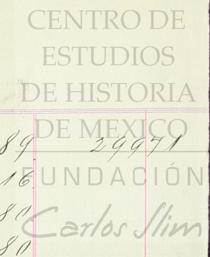 CENTRO DE
ESTUDIOS
DE HISTORIA
DE MEXICO
89 29971
16
FUNDACIÓN
80 Carlos Slim
80